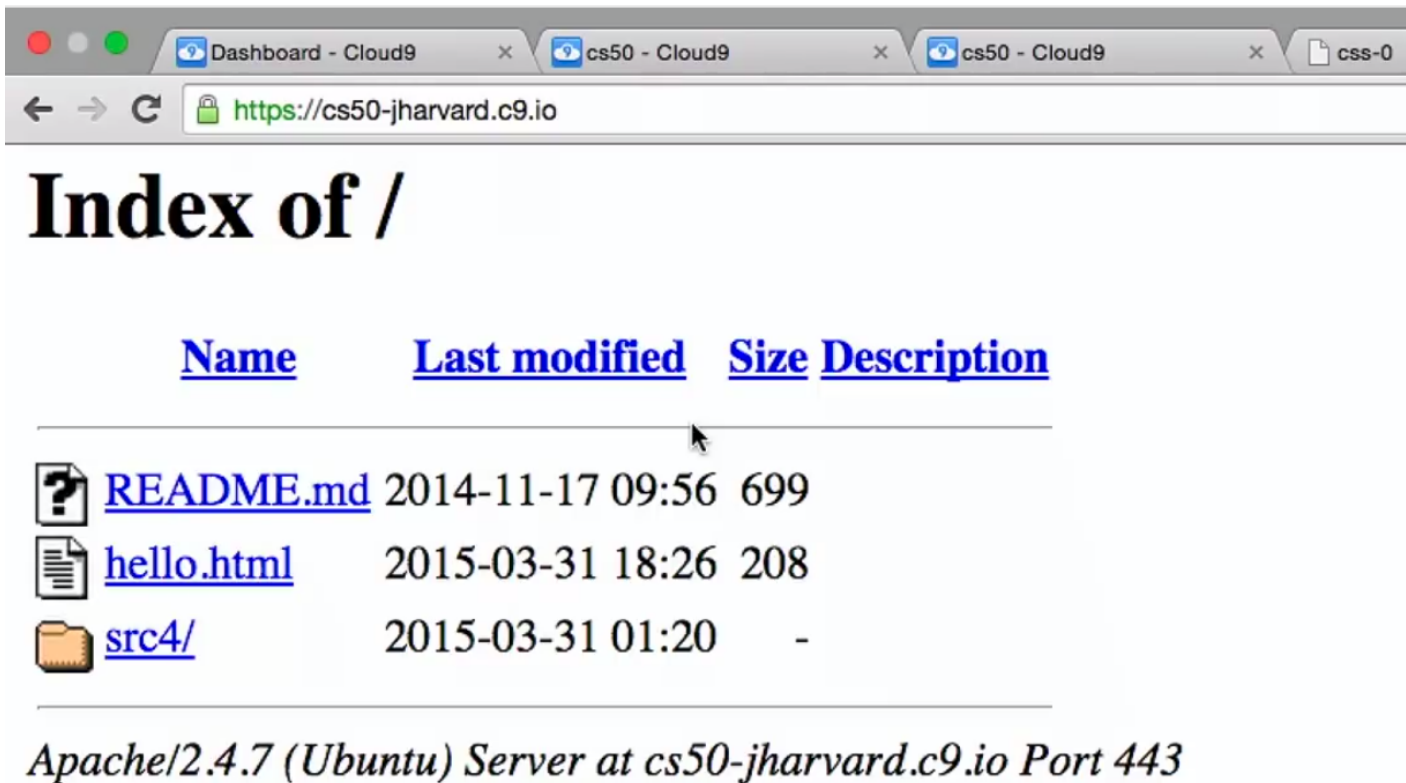 Dashboard - Cloud9 cs50 - Cloud9 cs50 - Cloud9 css-0
https://cs50-jharvard.c9.io
Index of /
Name Last modified Size Description
README.md 2014-11-17 09:56 699
hello.html 2015-03-31 18:26 208
src4/ 2015-03-31 01:20 -
Apache/2.4.7 (Ubuntu) Server at cs50-jharvard.c9.io Port 443